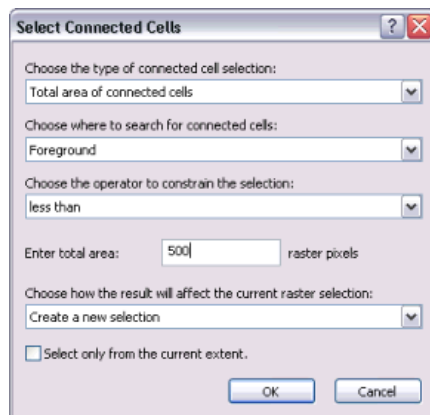 Select Connected Cells
Choose the type of connected cell selection:
Total area of connected cells
Choose where to search for connected cells:
Foreground
Choose the operator to constrain the selection:
less than
Enter total area: 500 raster pixels
Choose how the result will affect the current raster selection:
Create a new selection
Select only from the current extent.
OK Cancel